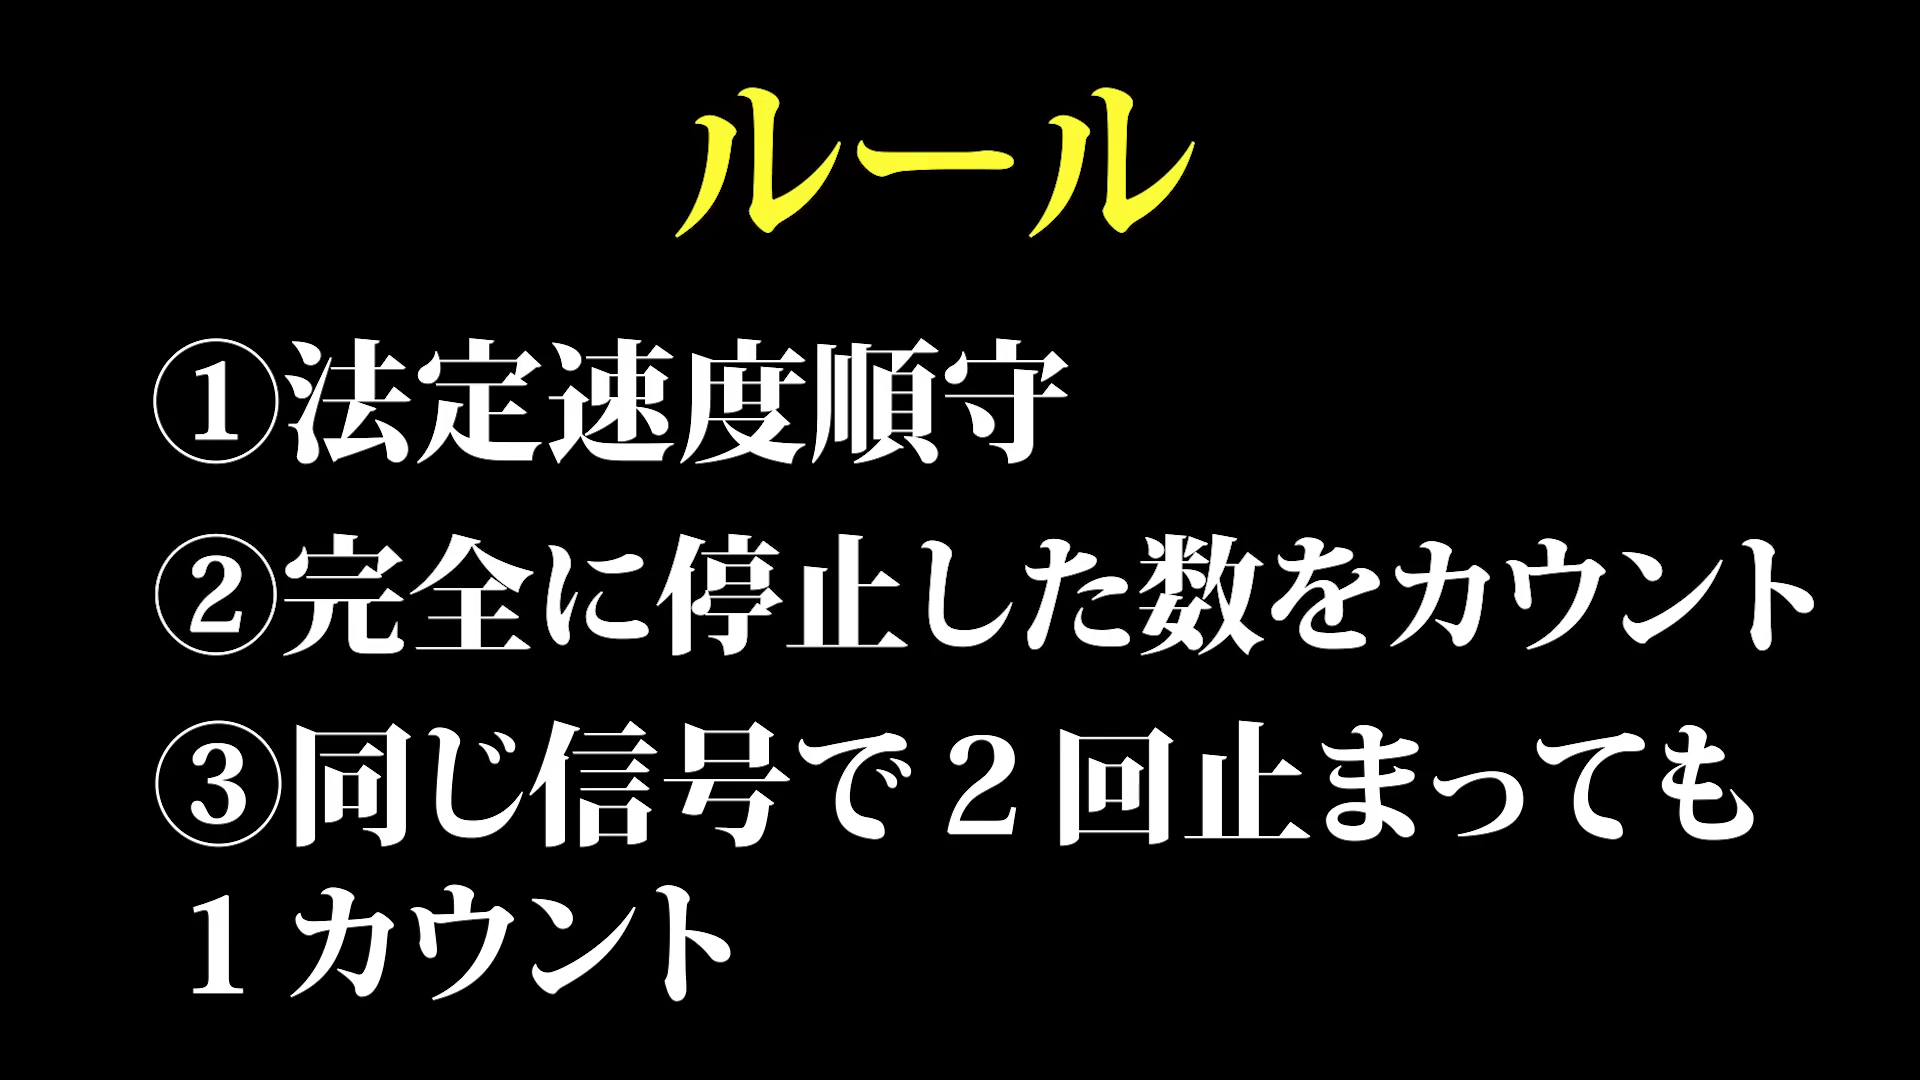 ルール
①法定速度順守
②完全に停止した数をカウント
③同じ信号で２回止まっても
１カウント